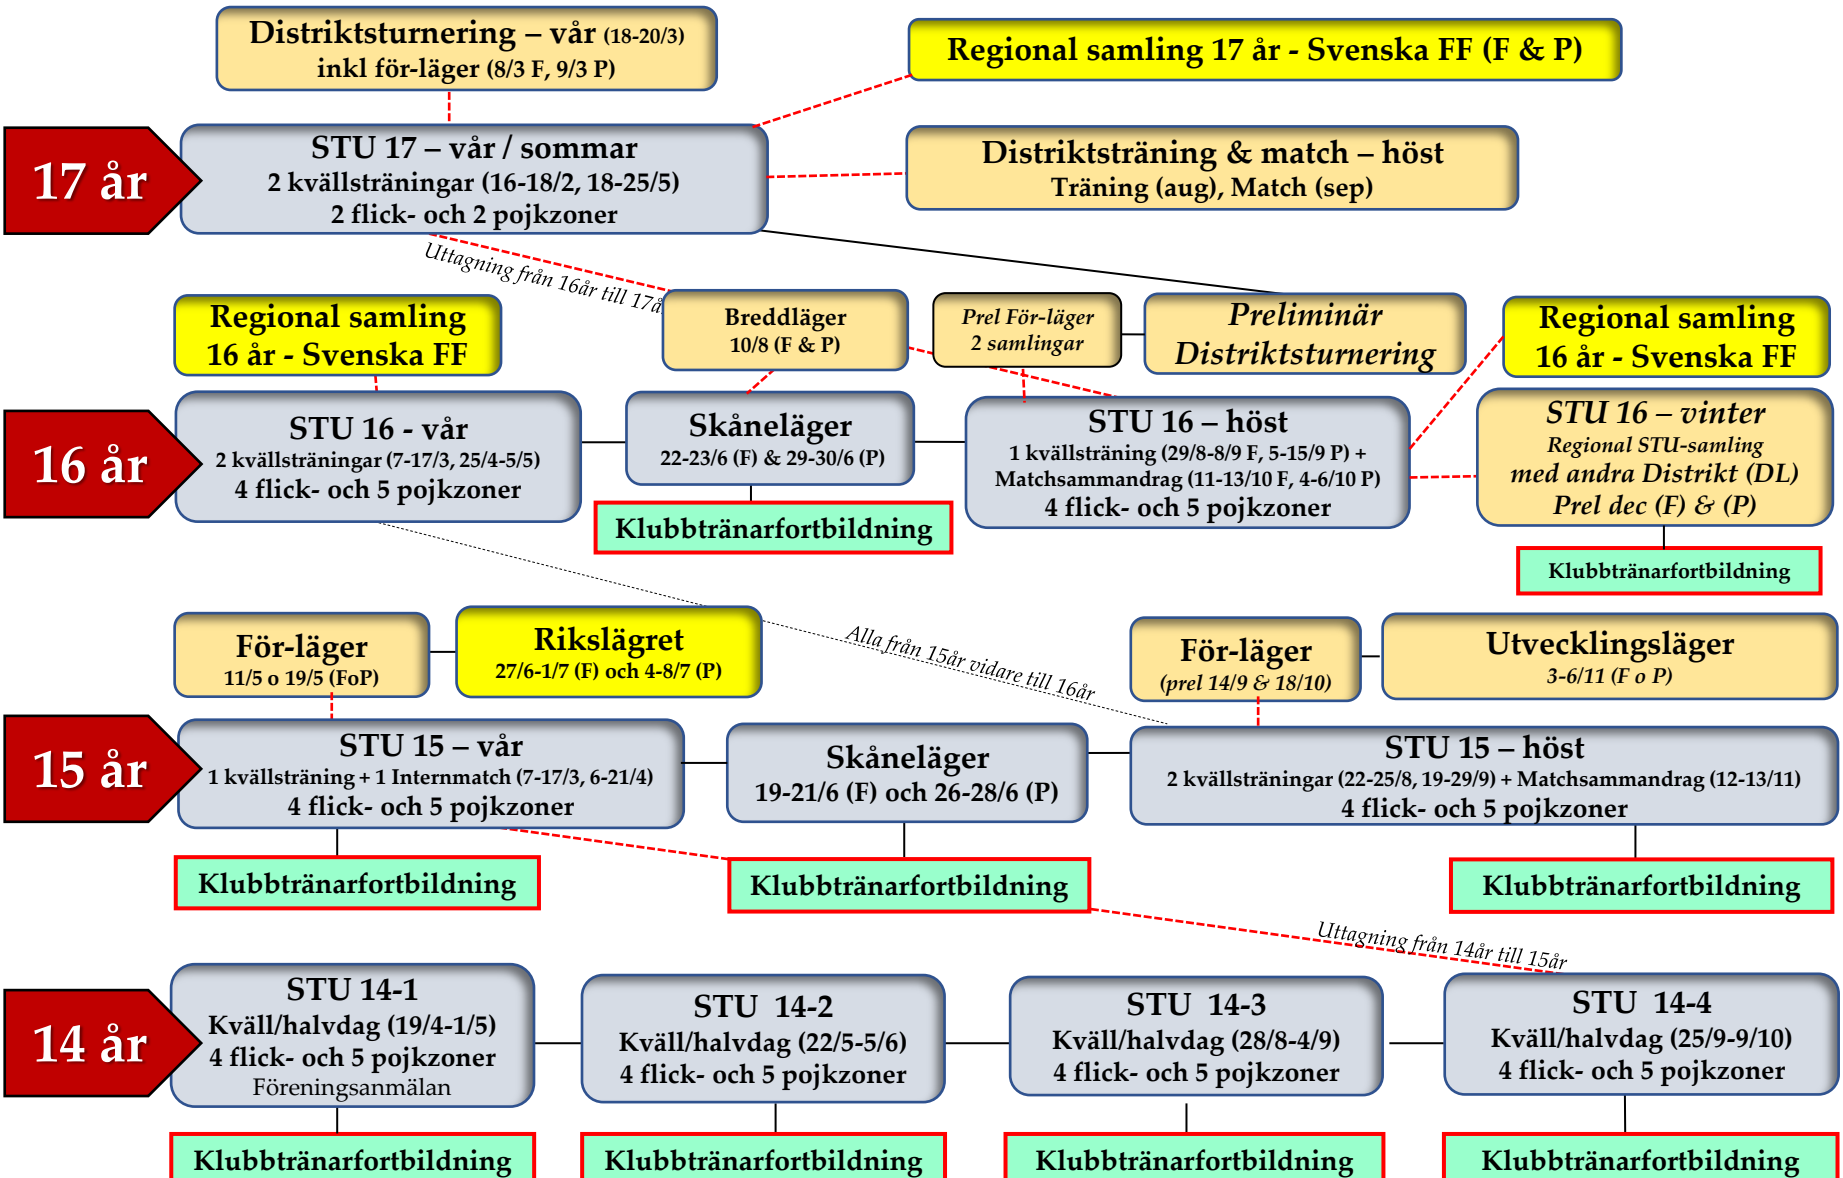 Distriktsturnering – vår (18-20/3)
inkl för-läger (8/3 F, 9/3 P)
Regional samling 17 år - Svenska FF (F & P)
17 år
STU 17 – vår / sommar
2 kvällsträningar (16-18/2, 18-25/5)
2 flick- och 2 pojkzoner
Distriktsträning & match – höst
Träning (aug), Match (sep)
Uttagning från 16år till 17år
Regional samling
16 år - Svenska FF
Breddläger
10/8 (F & P)
Prel För-läger
2 samlingar
Preliminär
Distriktsturnering
Regional samling
16 år - Svenska FF
16 år
STU 16 - vår
2 kvällsträningar (7-17/3, 25/4-5/5)
4 flick- och 5 pojkzoner
Skåneläger
22-23/6 (F) & 29-30/6 (P)
Klubbtränarfortbildning
STU 16 – höst
1 kvällsträning (29/8-8/9 F, 5-15/9 P) +
Matchsammandrag (11-13/10 F, 4-6/10 P)
4 flick- och 5 pojkzoner
STU 16 – vinter
Regional STU-samling
med andra Distrikt (DL)
Prel dec (F) & (P)
Klubbtränarfortbildning
För-läger
11/5 o 19/5 (FoP)
Rikslägret
27/6-1/7 (F) och 4-8/7 (P)
Alla från 15år vidare till 16år
För-läger
(prel 14/9 & 18/10)
Utvecklingsläger
3-6/11 (F o P)
15 år
STU 15 – vår
1 kvällsträning + 1 Internmatch (7-17/3, 6-21/4)
4 flick- och 5 pojkzoner
Skåneläger
19-21/6 (F) och 26-28/6 (P)
STU 15 – höst
2 kvällsträningar (22-25/8, 19-29/9) + Matchsammandrag (12-13/11)
4 flick- och 5 pojkzoner
Klubbtränarfortbildning
Klubbtränarfortbildning
Klubbtränarfortbildning
Uttagning från 14år till 15år
14 år
STU 14-1
Kväll/halvdag (19/4-1/5)
4 flick- och 5 pojkzoner
Föreningsanmälan
STU 14-2
Kväll/halvdag (22/5-5/6)
4 flick- och 5 pojkzoner
STU 14-3
Kväll/halvdag (28/8-4/9)
4 flick- och 5 pojkzoner
STU 14-4
Kväll/halvdag (25/9-9/10)
4 flick- och 5 pojkzoner
Klubbtränarfortbildning
Klubbtränarfortbildning
Klubbtränarfortbildning
Klubbtränarfortbildning